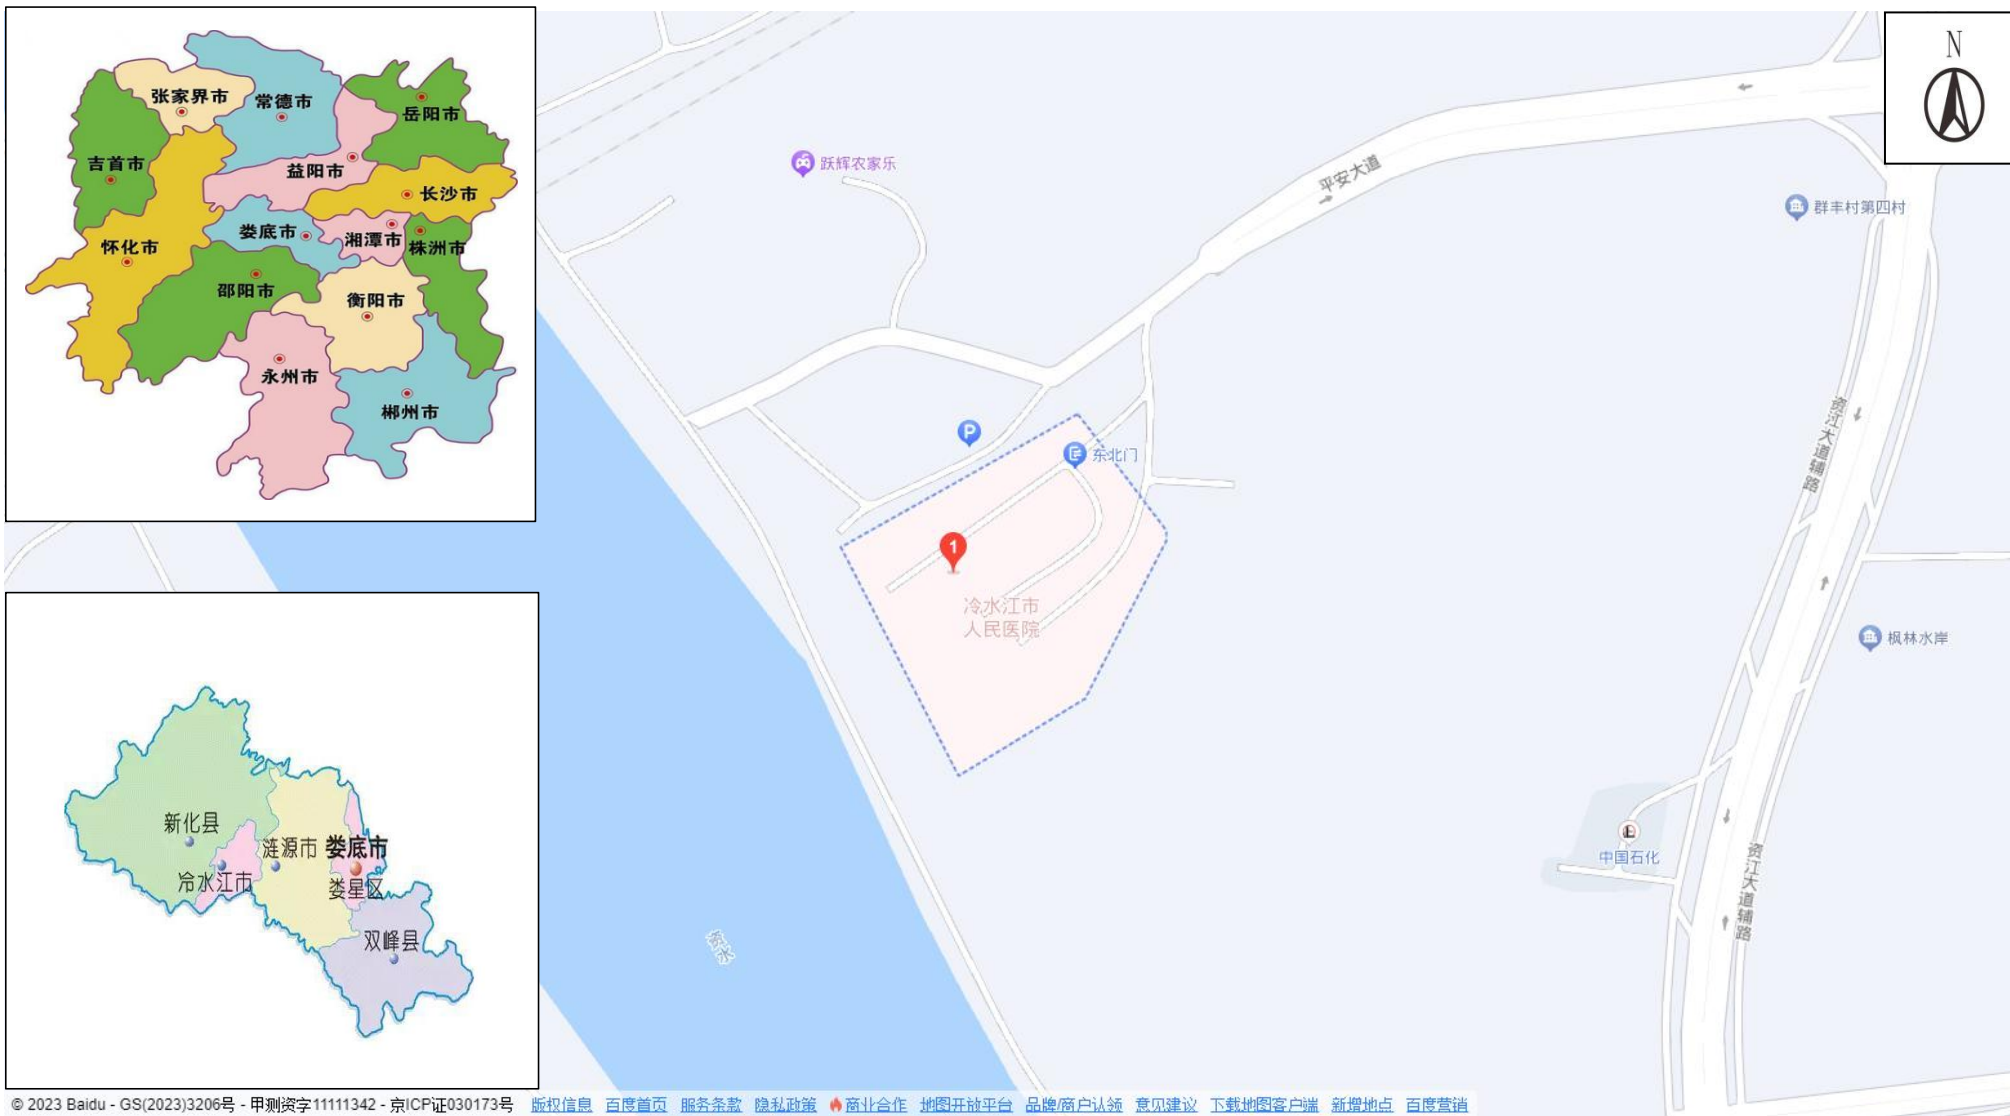 张家界市
常德市
岳阳市
吉首市
益阳市
长沙市
怀化市
娄底市
湘潭市
株洲市
邵阳市
衡阳市
永州市
郴州市
N
跃辉农家乐
平安大道
群丰村第四村
P
东北门
资江大道辅路
1
冷水江市
人民医院
枫林水岸
中国石化
资江大道辅路
资水
新化县
涟源市
娄底市
冷水江市
娄星区
双峰县
© 2023 Baidu - GS(2023)3206号 - 甲测资字11111342 - 京ICP证030173号 版权信息 百度首页 服务条款 隐私政策 商业合作 地图开放平台 品牌/商户认领 意见建议 下载地图客户端 新增地点 百度营销